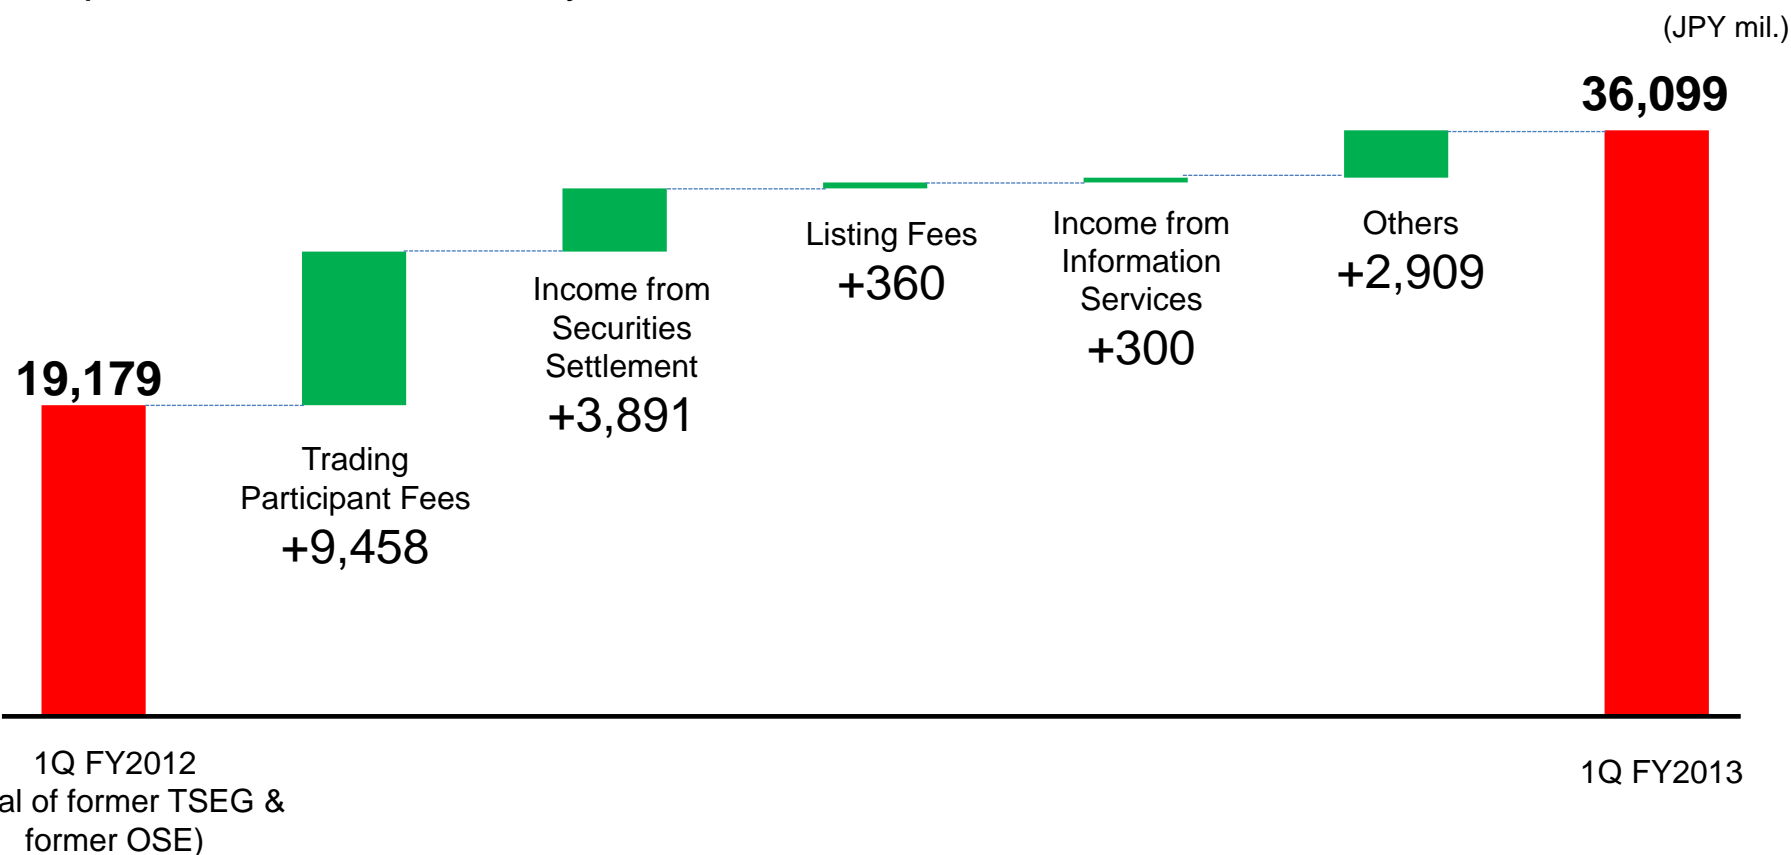 (JPY mil.)
36,099
19,179
Trading
Participant Fees
+9,458
Income from
Securities
Settlement
+3,891
Listing Fees
+360
Income from
Information
Services
+300
Others
+2,909
1Q FY2012
of former TSEG &
former OSE)
1Q FY2013